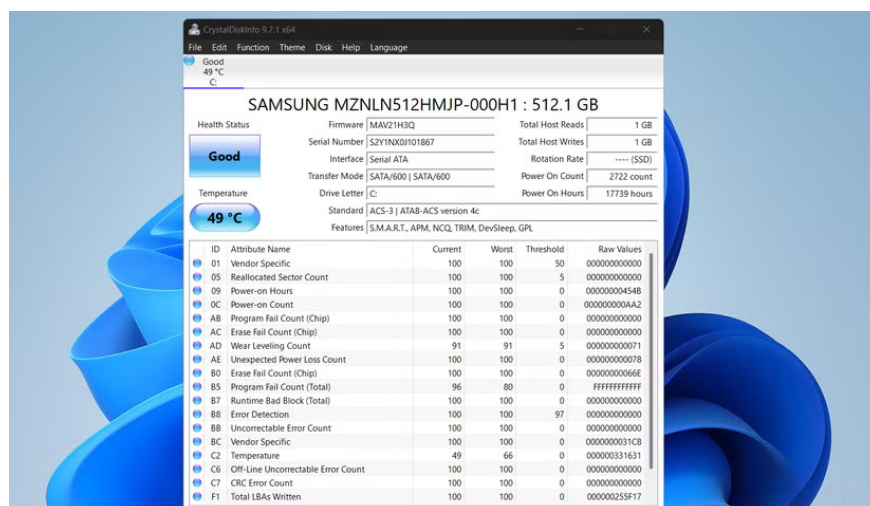 CrystalDiskInfo 9.7.1 x64
File Edit Function Theme Disk Help Language
Good
49 °C
C:
SAMSUNG MZNLN512HMJP-000H1 : 512.1 GB
Health Status
Good
Temperature
49 °C
Firmware MAV21H3Q
Serial Number S2Y1NX0J101867
Interface Serial ATA
Transfer Mode SATA/600 | SATA/600
Drive Letter C:
Standard ACS-3 | ATA8-ACS version 4c
Features S.M.A.R.T., APM, NCQ, TRIM, DevSleep, GPL
Total Host Reads 1 GB
Total Host Writes 1 GB
Rotation Rate ---- (SSD)
Power On Count 2722 count
Power On Hours 17739 hours
ID Attribute Name Current Worst Threshold Raw Values
01 Vendor Specific 100 100 50 000000000000
05 Reallocated Sector Count 100 100 5 000000000000
09 Power-on Hours 100 100 0 00000000454B
0C Power-on Count 100 100 0 000000000AA2
AB Program Fail Count (Chip) 100 100 0 000000000000
AC Erase Fail Count (Chip) 100 100 0 000000000000
AD Wear Leveling Count 91 91 5 000000000071
AE Unexpected Power Loss Count 100 100 0 000000000078
B0 Erase Fail Count (Chip) 100 100 0 00000000066E
B5 Program Fail Count (Total) 96 80 0 FFFFFFFFFFFF
B7 Runtime Bad Block (Total) 100 100 0 000000000000
B8 Error Detection 100 100 97 000000000000
BB Uncorrectable Error Count 100 100 0 000000000000
BC Vendor Specific 100 100 0 0000000031C8
C2 Temperature 49 66 0 000000331631
C6 Off-Line Uncorrectable Error Count 100 100 0 000000000000
C7 CRC Error Count 100 100 0 000000000000
F1 Total LBAs Written 100 100 0 000000255F17